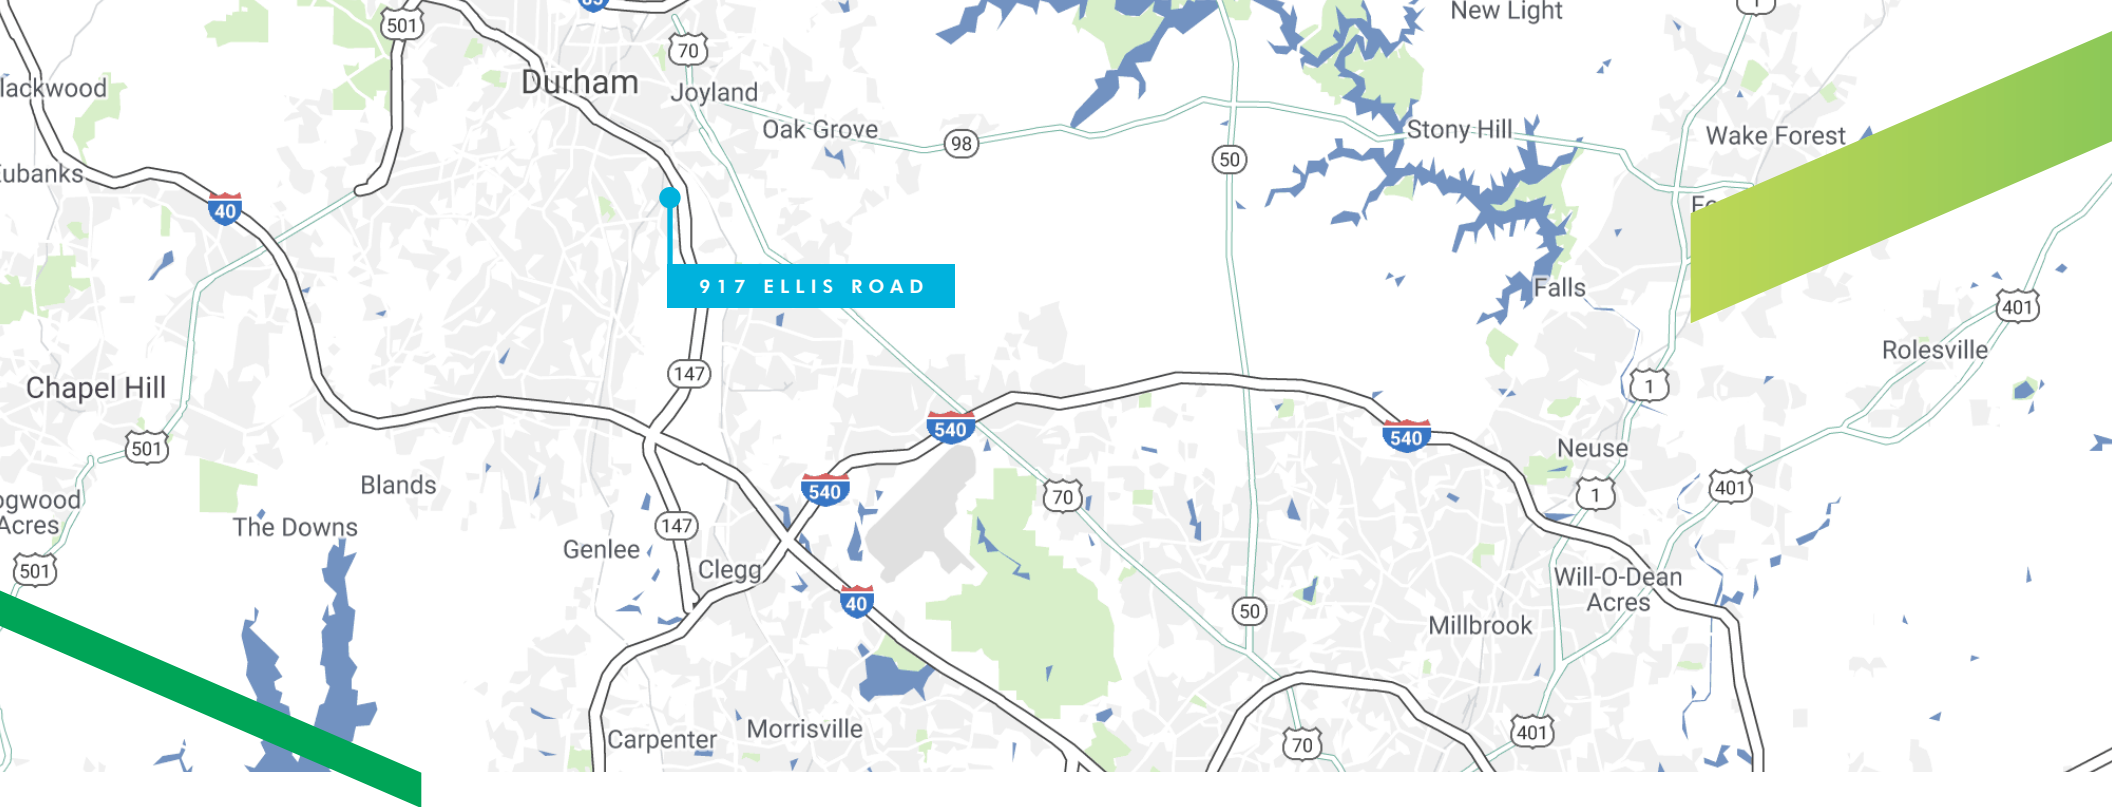 New Light
501
70
Durham
Joyland
lackwood
Oak Grove
98
Stony Hill
Wake Forest
50
Eubanks
40
917 ELLIS ROAD
Falls
401
Rolesville
147
Chapel Hill
1
540
540
501
Neuse
540
Blands
70
1
401
ogwood
Acres
The Downs
147
Genlee
501
Clegg
Will-O-Dean
Acres
40
50
Millbrook
Carpenter
Morrisville
70
401